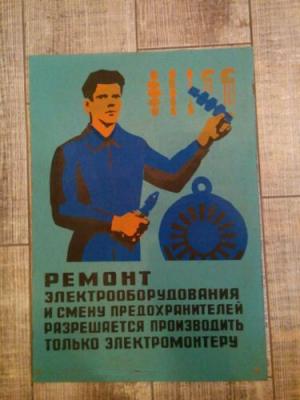 РЕМОНТ
ЭЛЕКТРООБОРУДОВАНИЯ
И СМЕНУ ПРЕДОХРАНИТЕЛЕЙ
РАЗРЕШАЕТСЯ ПРОИЗВОДИТЬ
ТОЛЬКО ЭЛЕКТРОМОНТЕРУ